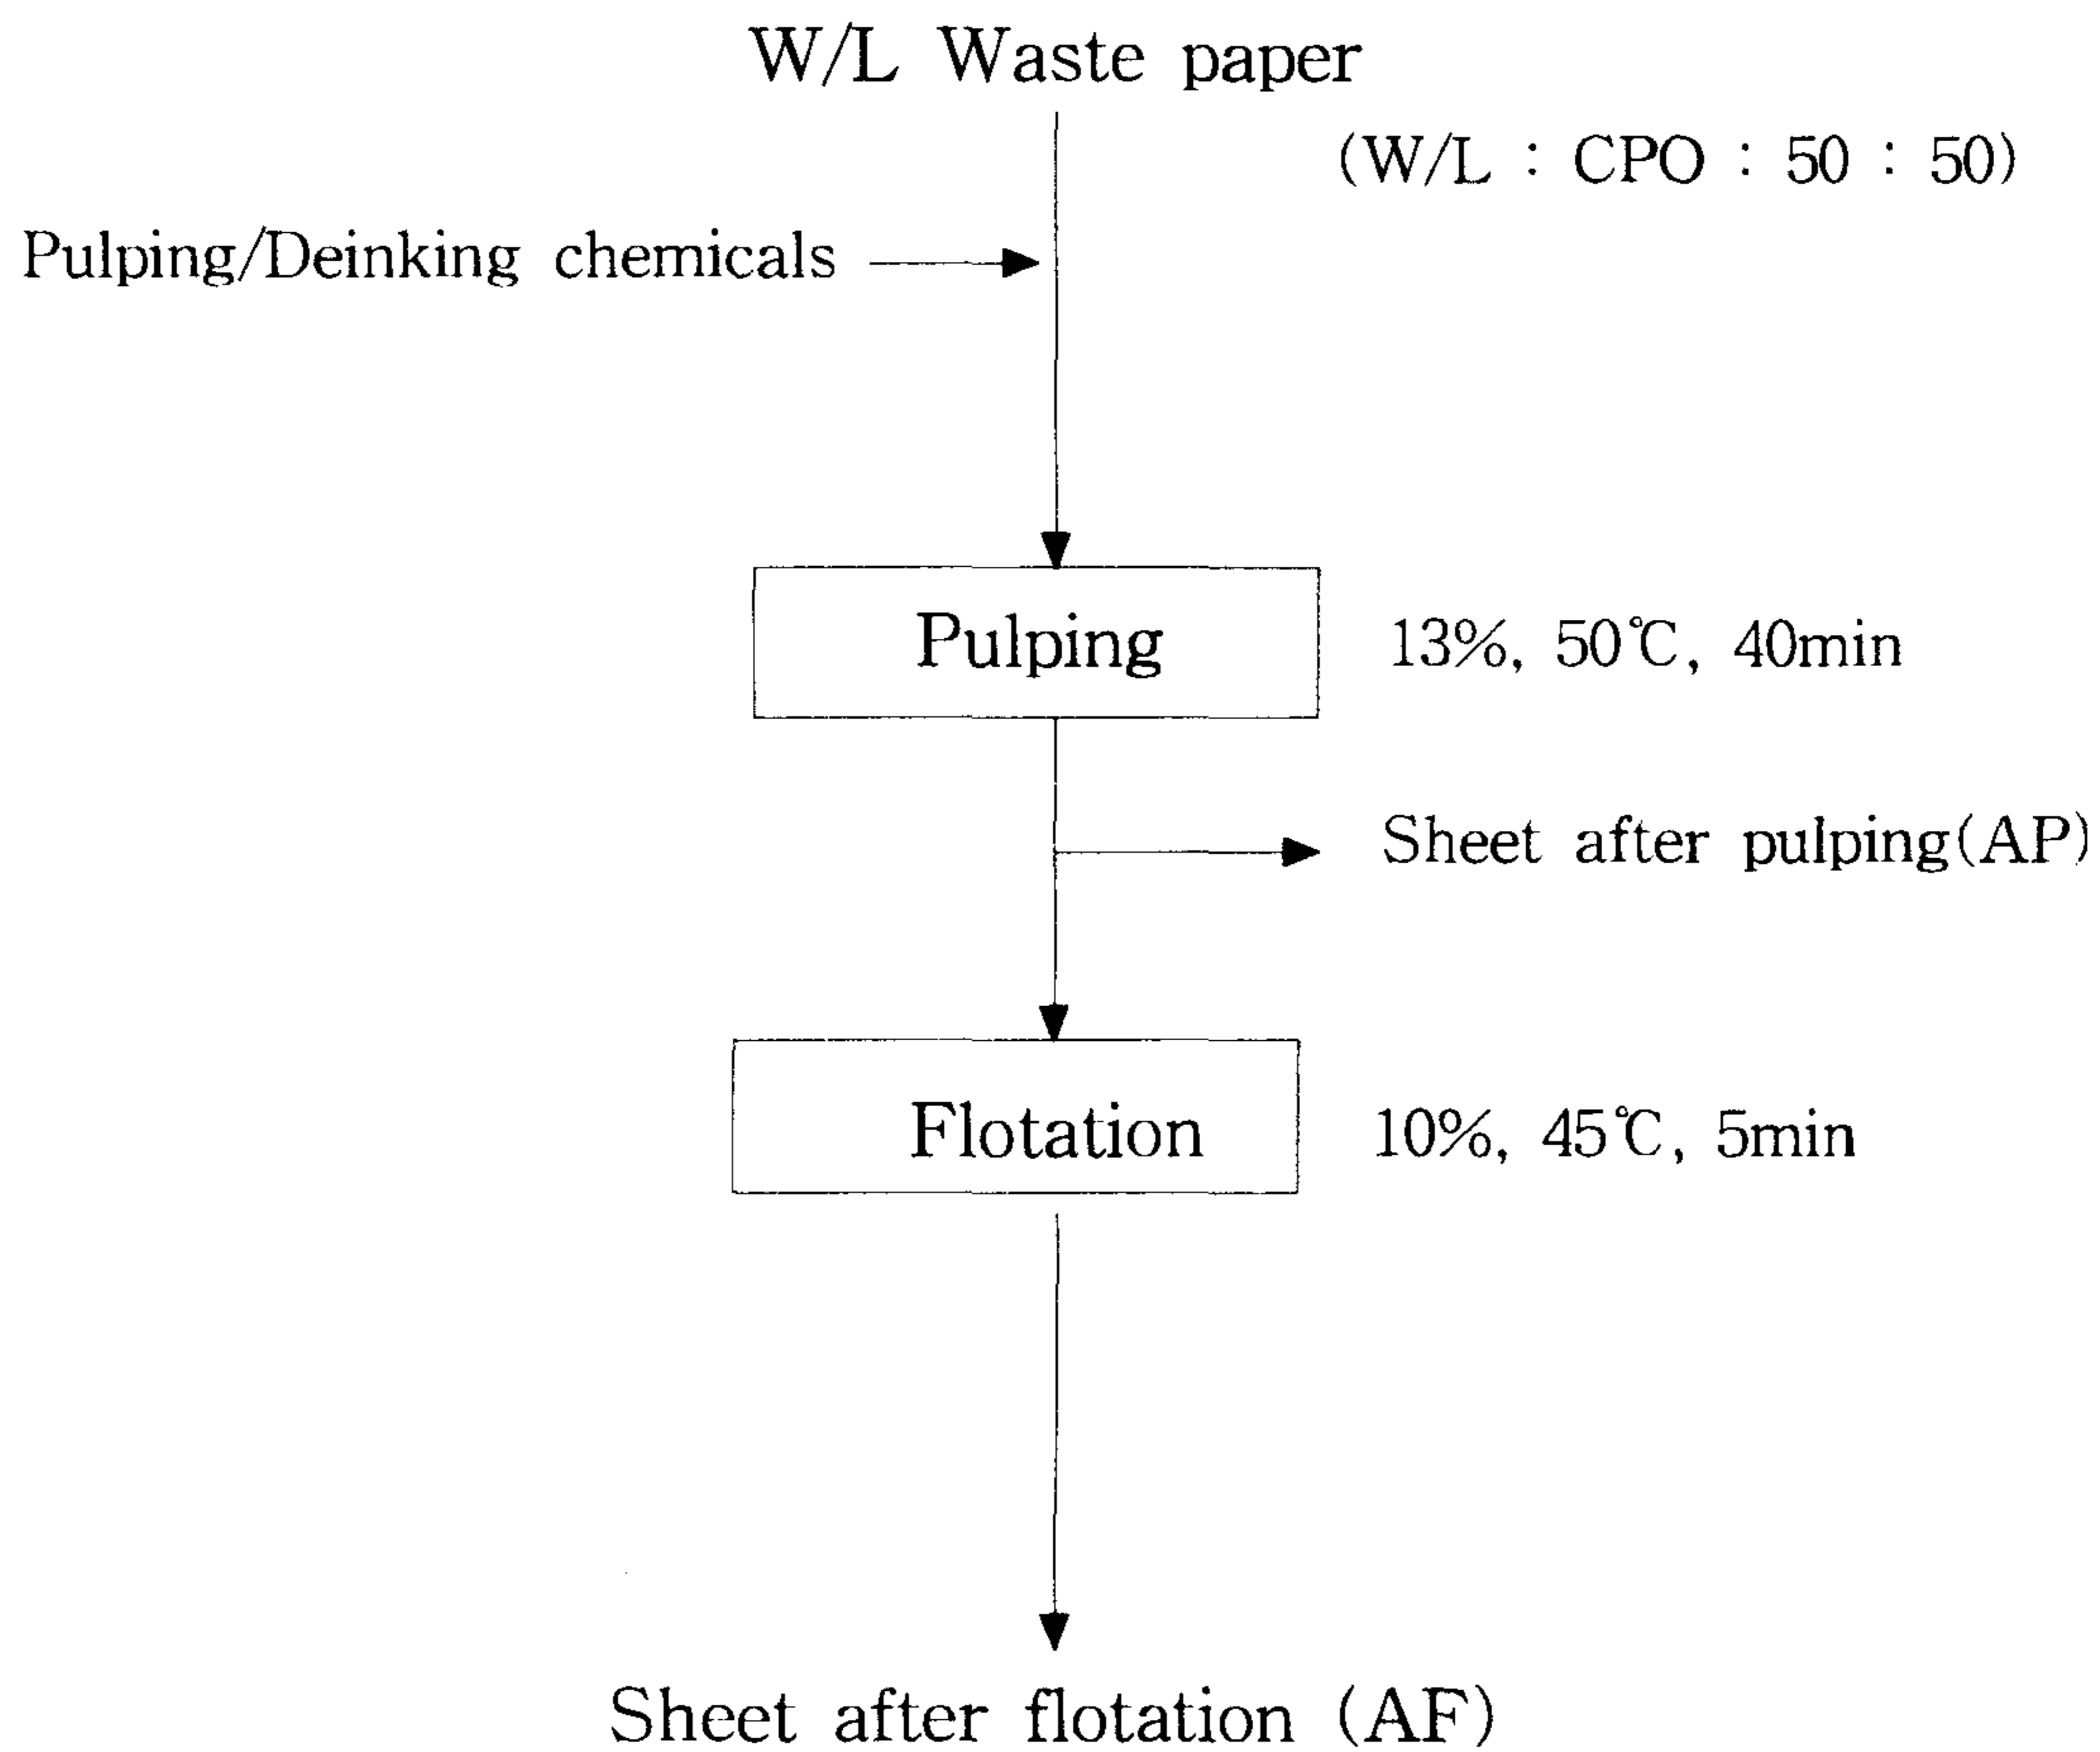 W/L Waste paper
(W/L : CPO : 50 : 50)
Pulping/Deinking chemicals
Pulping
13%, 50℃, 40min
Sheet after pulping(AP)
Flotation
10%, 45℃, 5min
Sheet after flotation (AF)